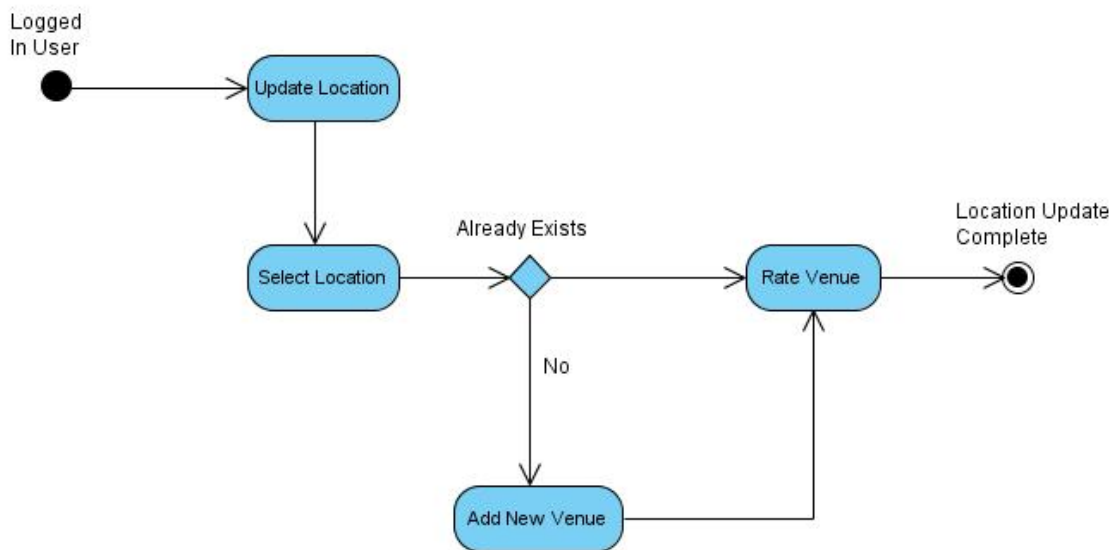 Logged
In User
Update Location
Already Exists
Location Update
Complete
Select Location
Rate Venue
No
Add New Venue